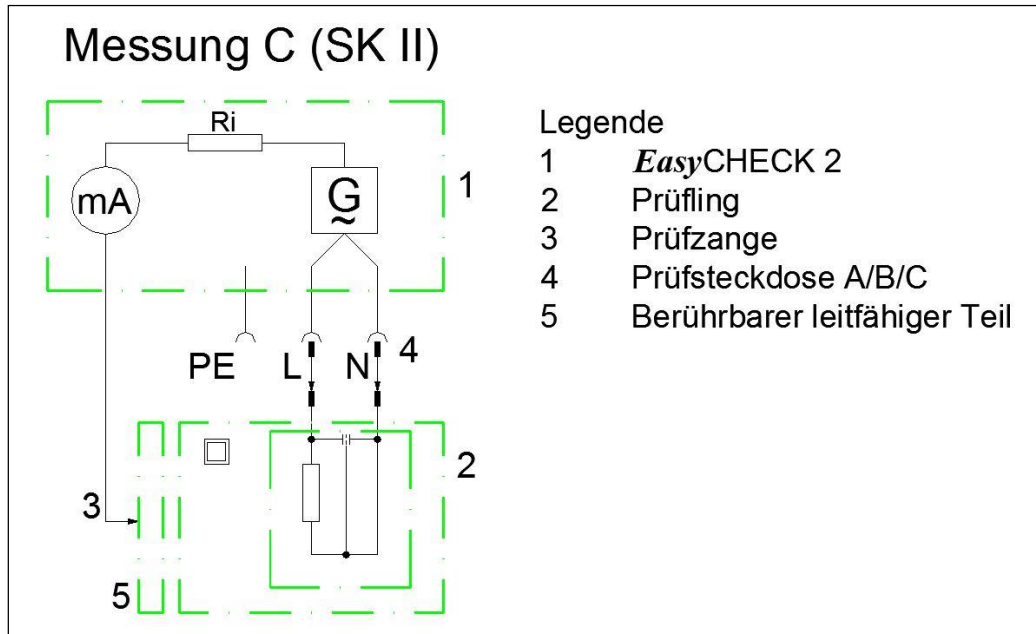 Messung C (SK II)
Ri
mA
G
~
1
PE
L
N
4
2
3
5
Legende
1 EasyCHECK 2
2 Prüfling
3 Prüfzange
4 Prüfsteckdose A/B/C
5 Berührbarer leitfähiger Teil